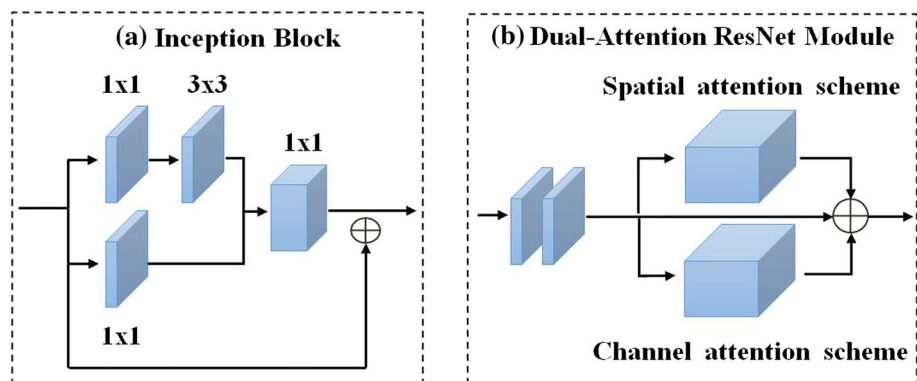 (a) Inception Block
1x1
3x3
1x1
1x1
(b) Dual-Attention ResNet Module
Spatial attention scheme
Channel attention scheme